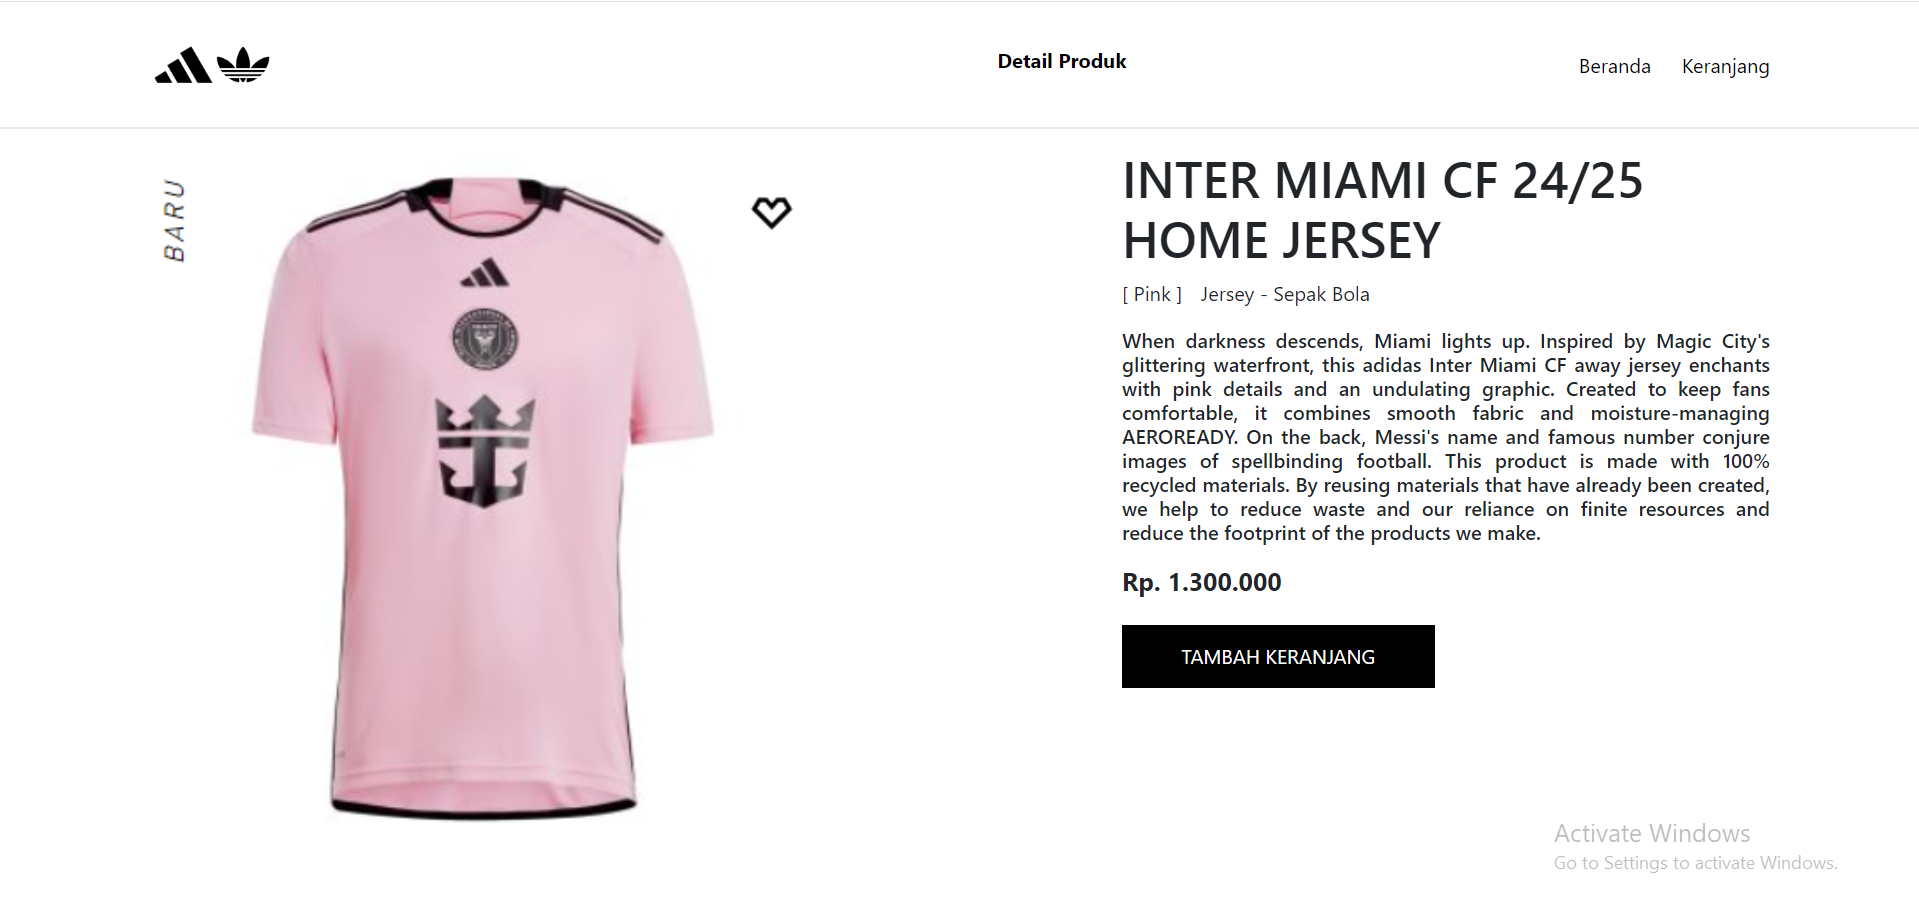 Detail Produk
Beranda
Keranjang
BARU
INTER MIAMI CF 24/25
HOME JERSEY
[ Pink ] Jersey - Sepak Bola
When darkness descends, Miami lights up. Inspired by Magic City's
glittering waterfront, this adidas Inter Miami CF away jersey enchants
with pink details and an undulating graphic. Created to keep fans
comfortable, it combines smooth fabric and moisture-managing
AEROREADY. On the back, Messi's name and famous number conjure
images of spellbinding football. This product is made with 100%
recycled materials. By reusing materials that have already been created,
we help to reduce waste and our reliance on finite resources and
reduce the footprint of the products we make.
Rp. 1.300.000
TAMBAH KERANJANG
Activate Windows
Go to Settings to activate Windows.